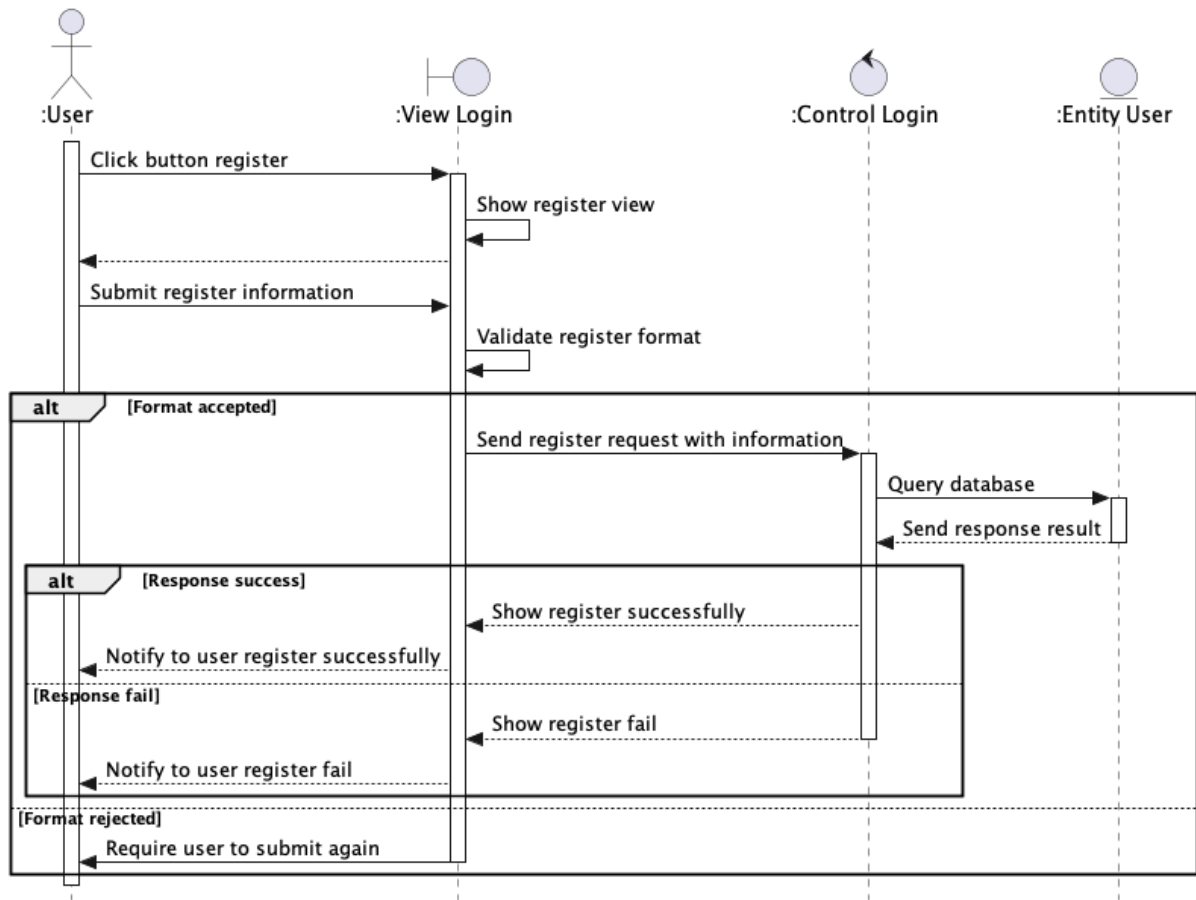 :User
:View Login
:Control Login
:Entity User
Click button register
Show register view
Submit register information
Validate register format
alt
[Format accepted]
Send register request with information
Query database
Send response result
alt
[Response success]
Show register successfully
Notify to user register successfully
[Response fail]
Show register fail
Notify to user register fail
[Format rejected]
Require user to submit again